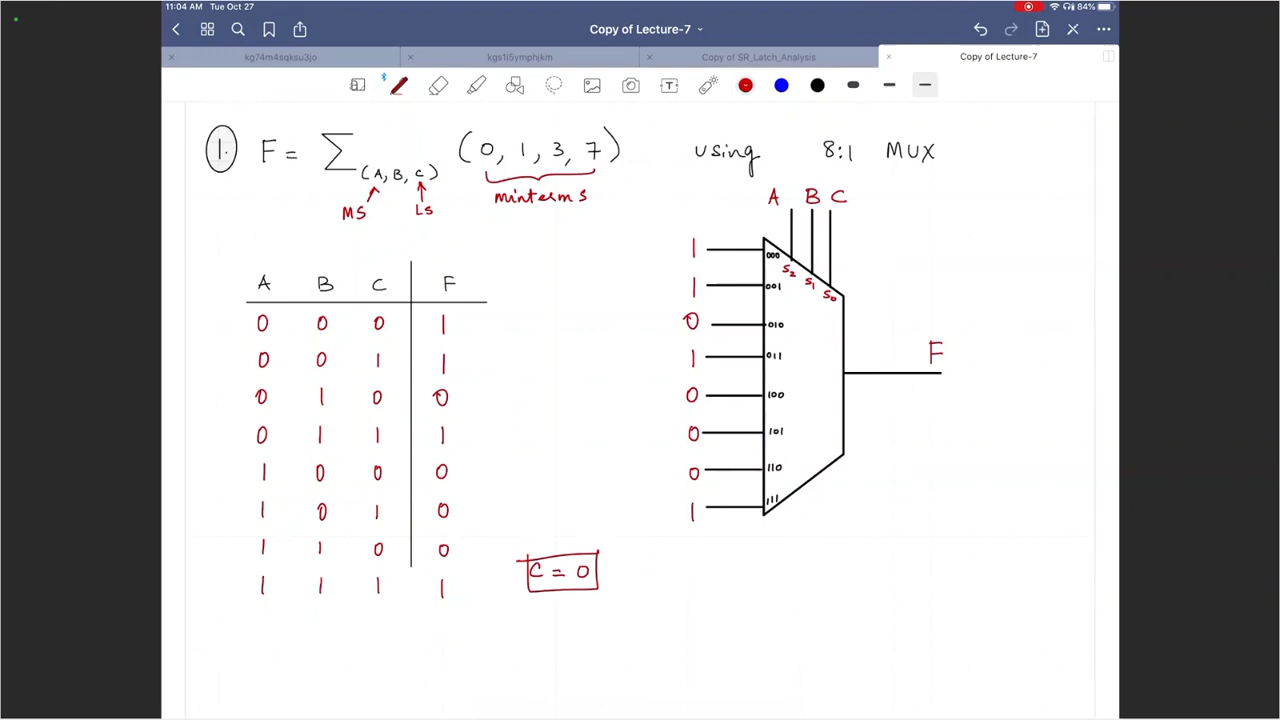 11:04 AM Tue Oct 27
84%
Copy of Lecture-7
kg74m4sqksu3jo
kgs1i5ymphjkm
Copy of SR_Latch_Analysis
Copy of Lecture-7
1. F = ∑ (A, B, C) (0, 1, 3, 7) using 8:1 MUX
MS LS minterms
A B C F
0 0 0 1
0 0 1 1
0 1 0 0
0 1 1 1
1 0 0 0
1 0 1 0
1 1 0 0
1 1 1 1
C = 0
A B C
S2 S1 S0
1 000
1 001
0 010
1 011
0 100
0 101
0 110
1 111
F